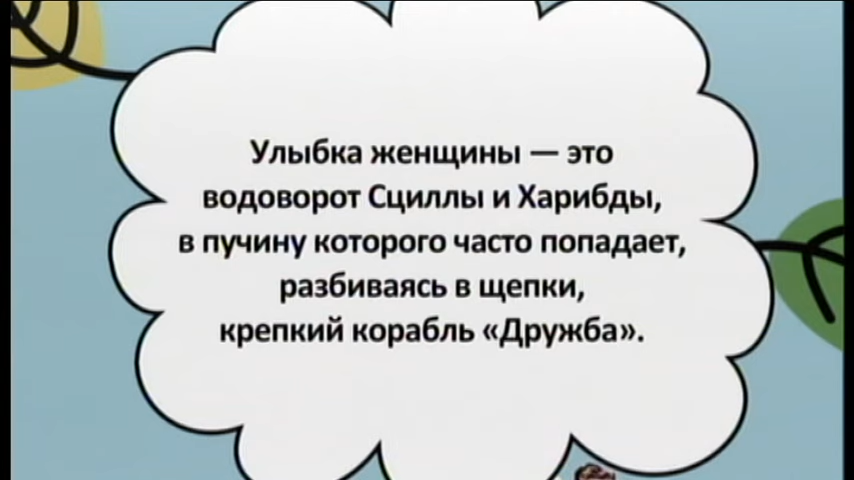 Улыбка женщины — это
водоворот Сциллы и Харибды,
в пучину которого часто попадает,
разбиваясь в щепки,
крепкий корабль «Дружба».